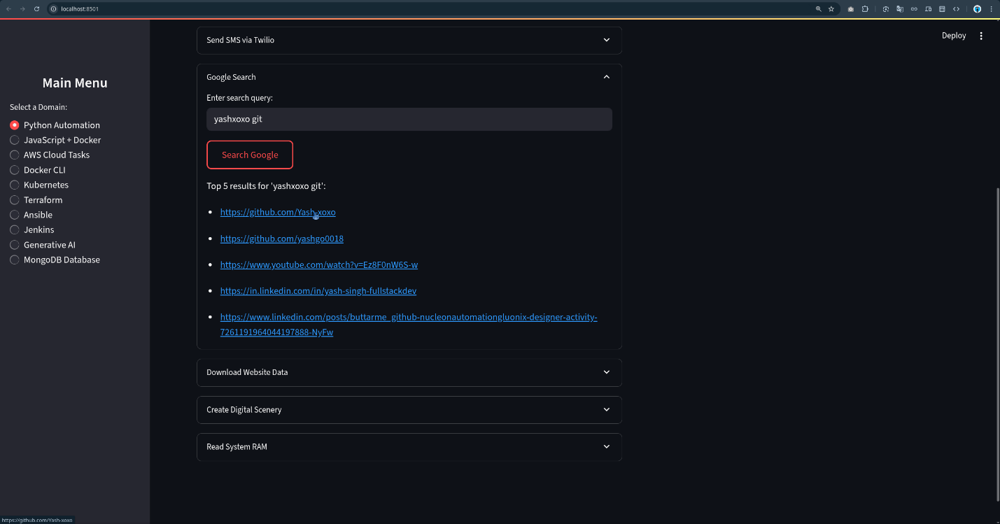 localhost:8501
Deploy
Main Menu
Select a Domain:
Python Automation
JavaScript + Docker
AWS Cloud Tasks
Docker CLI
Kubernetes
Terraform
Ansible
Jenkins
Generative AI
MongoDB Database
Send SMS via Twilio
Google Search
Enter search query:
yashxoxo git
Search Google
Top 5 results for 'yashxoxo git':
https://github.com/Yash-xoxo
https://github.com/yashgo0018
https://www.youtube.com/watch?v=Ez8F0nW6S-w
https://in.linkedin.com/in/yash-singh-fullstackdev
https://www.linkedin.com/posts/buttarme_github-nucleonautomationgluonix-designer-activity-
7261191964044197888-NyFw
Download Website Data
Create Digital Scenery
Read System RAM
https://github.com/Yash-xoxo